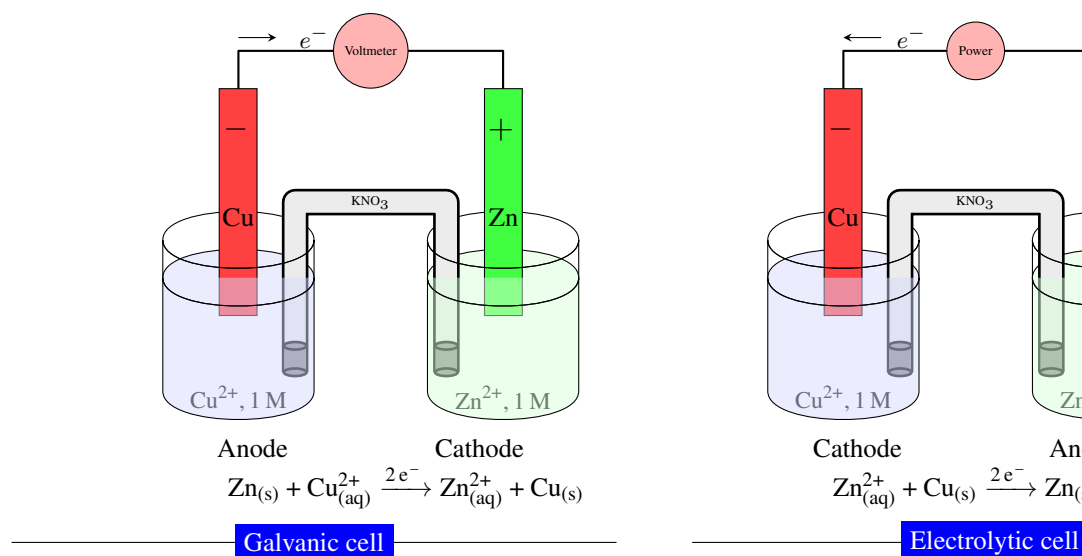 e⁻ Voltmeter
− +
Cu Zn
KNO₃
Cu²⁺, 1 M Zn²⁺, 1 M
Anode Cathode
Zn(s) + Cu²⁺(aq) 2 e⁻→ Zn²⁺(aq) + Cu(s)
Galvanic cell
e⁻ Power
−
Cu
KNO₃
Cu²⁺, 1 M
Cathode
Zn²⁺(aq) + Cu(s) 2 e⁻→
Electrolytic cell